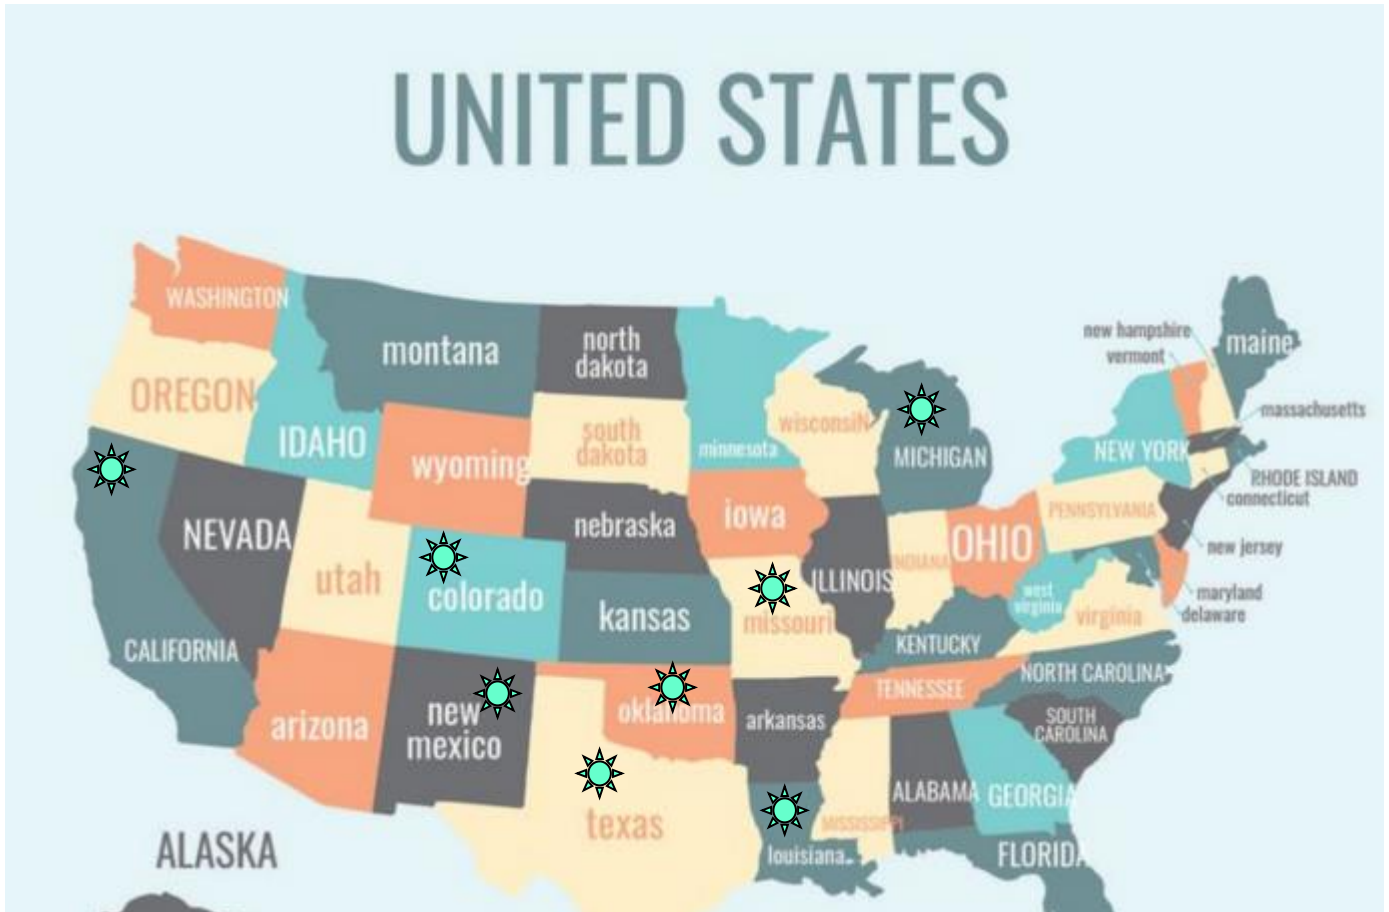 UNITED STATES
WASHINGTON
montana
north
dakota
new hampshire
vermont
maine
OREGON
IDAHO
wyoming
south
dakota
minnesota
wisconsiN
MICHIGAN
NEW YORK
massachusetts
RHODE ISLAND
connecticut
NEVADA
utah
colorado
nebraska
iowa
ILLINOIS
INDIANA
OHIO
PENNSYLVANIA
new jersey
maryland
delaware
west
virginia
virginia
CALIFORNIA
kansas
missouri
KENTUCKY
NORTH CAROLINA
TENNESSEE
SOUTH
CAROLINA
arizona
new
mexico
oklahoma
arkansas
texas
louisiana
MISSISSIPPI
ALABAMA
GEORGIA
FLORIDA
ALASKA